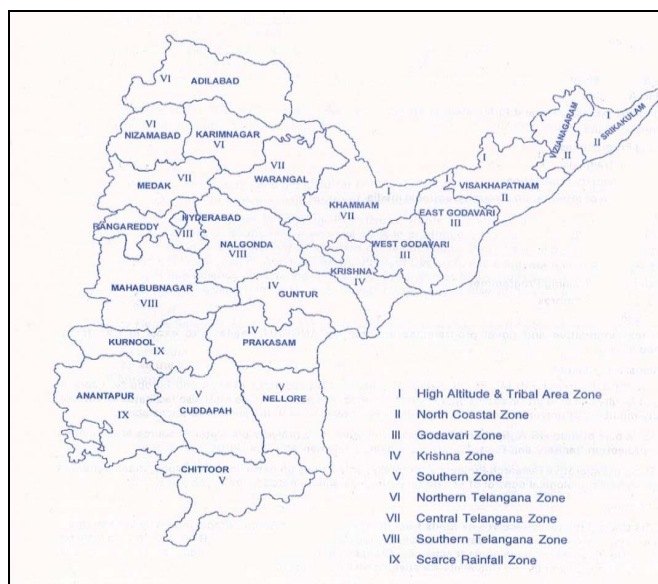 VI ADILABAD
VI
NIZAMABAD
KARIMNAGAR
VI
VII
WARANGAL
MEDAK VII
KHAMMAM
VII
I
I
I
VISAKHAPATNAM
II
VIZIANAGARAM
II
I
SRIKAKULAM
II
HYDERABAD
RANGAREDDY
VIII
NALGONDA
VIII
EAST GODAVARI
III
WEST GODAVARI
III
KRISHNA
IV
MAHABUBNAGAR
VIII
IV
GUNTUR
KURNOOL
IX
IV
PRAKASAM
ANANTAPUR
IX
V
CUDDAPAH
V
NELLORE
CHITTOOR
V
I High Altitude & Tribal Area Zone
II North Coastal Zone
III Godavari Zone
IV Krishna Zone
V Southern Zone
VI Northern Telangana Zone
VII Central Telangana Zone
VIII Southern Telangana Zone
IX Scarce Rainfall Zone